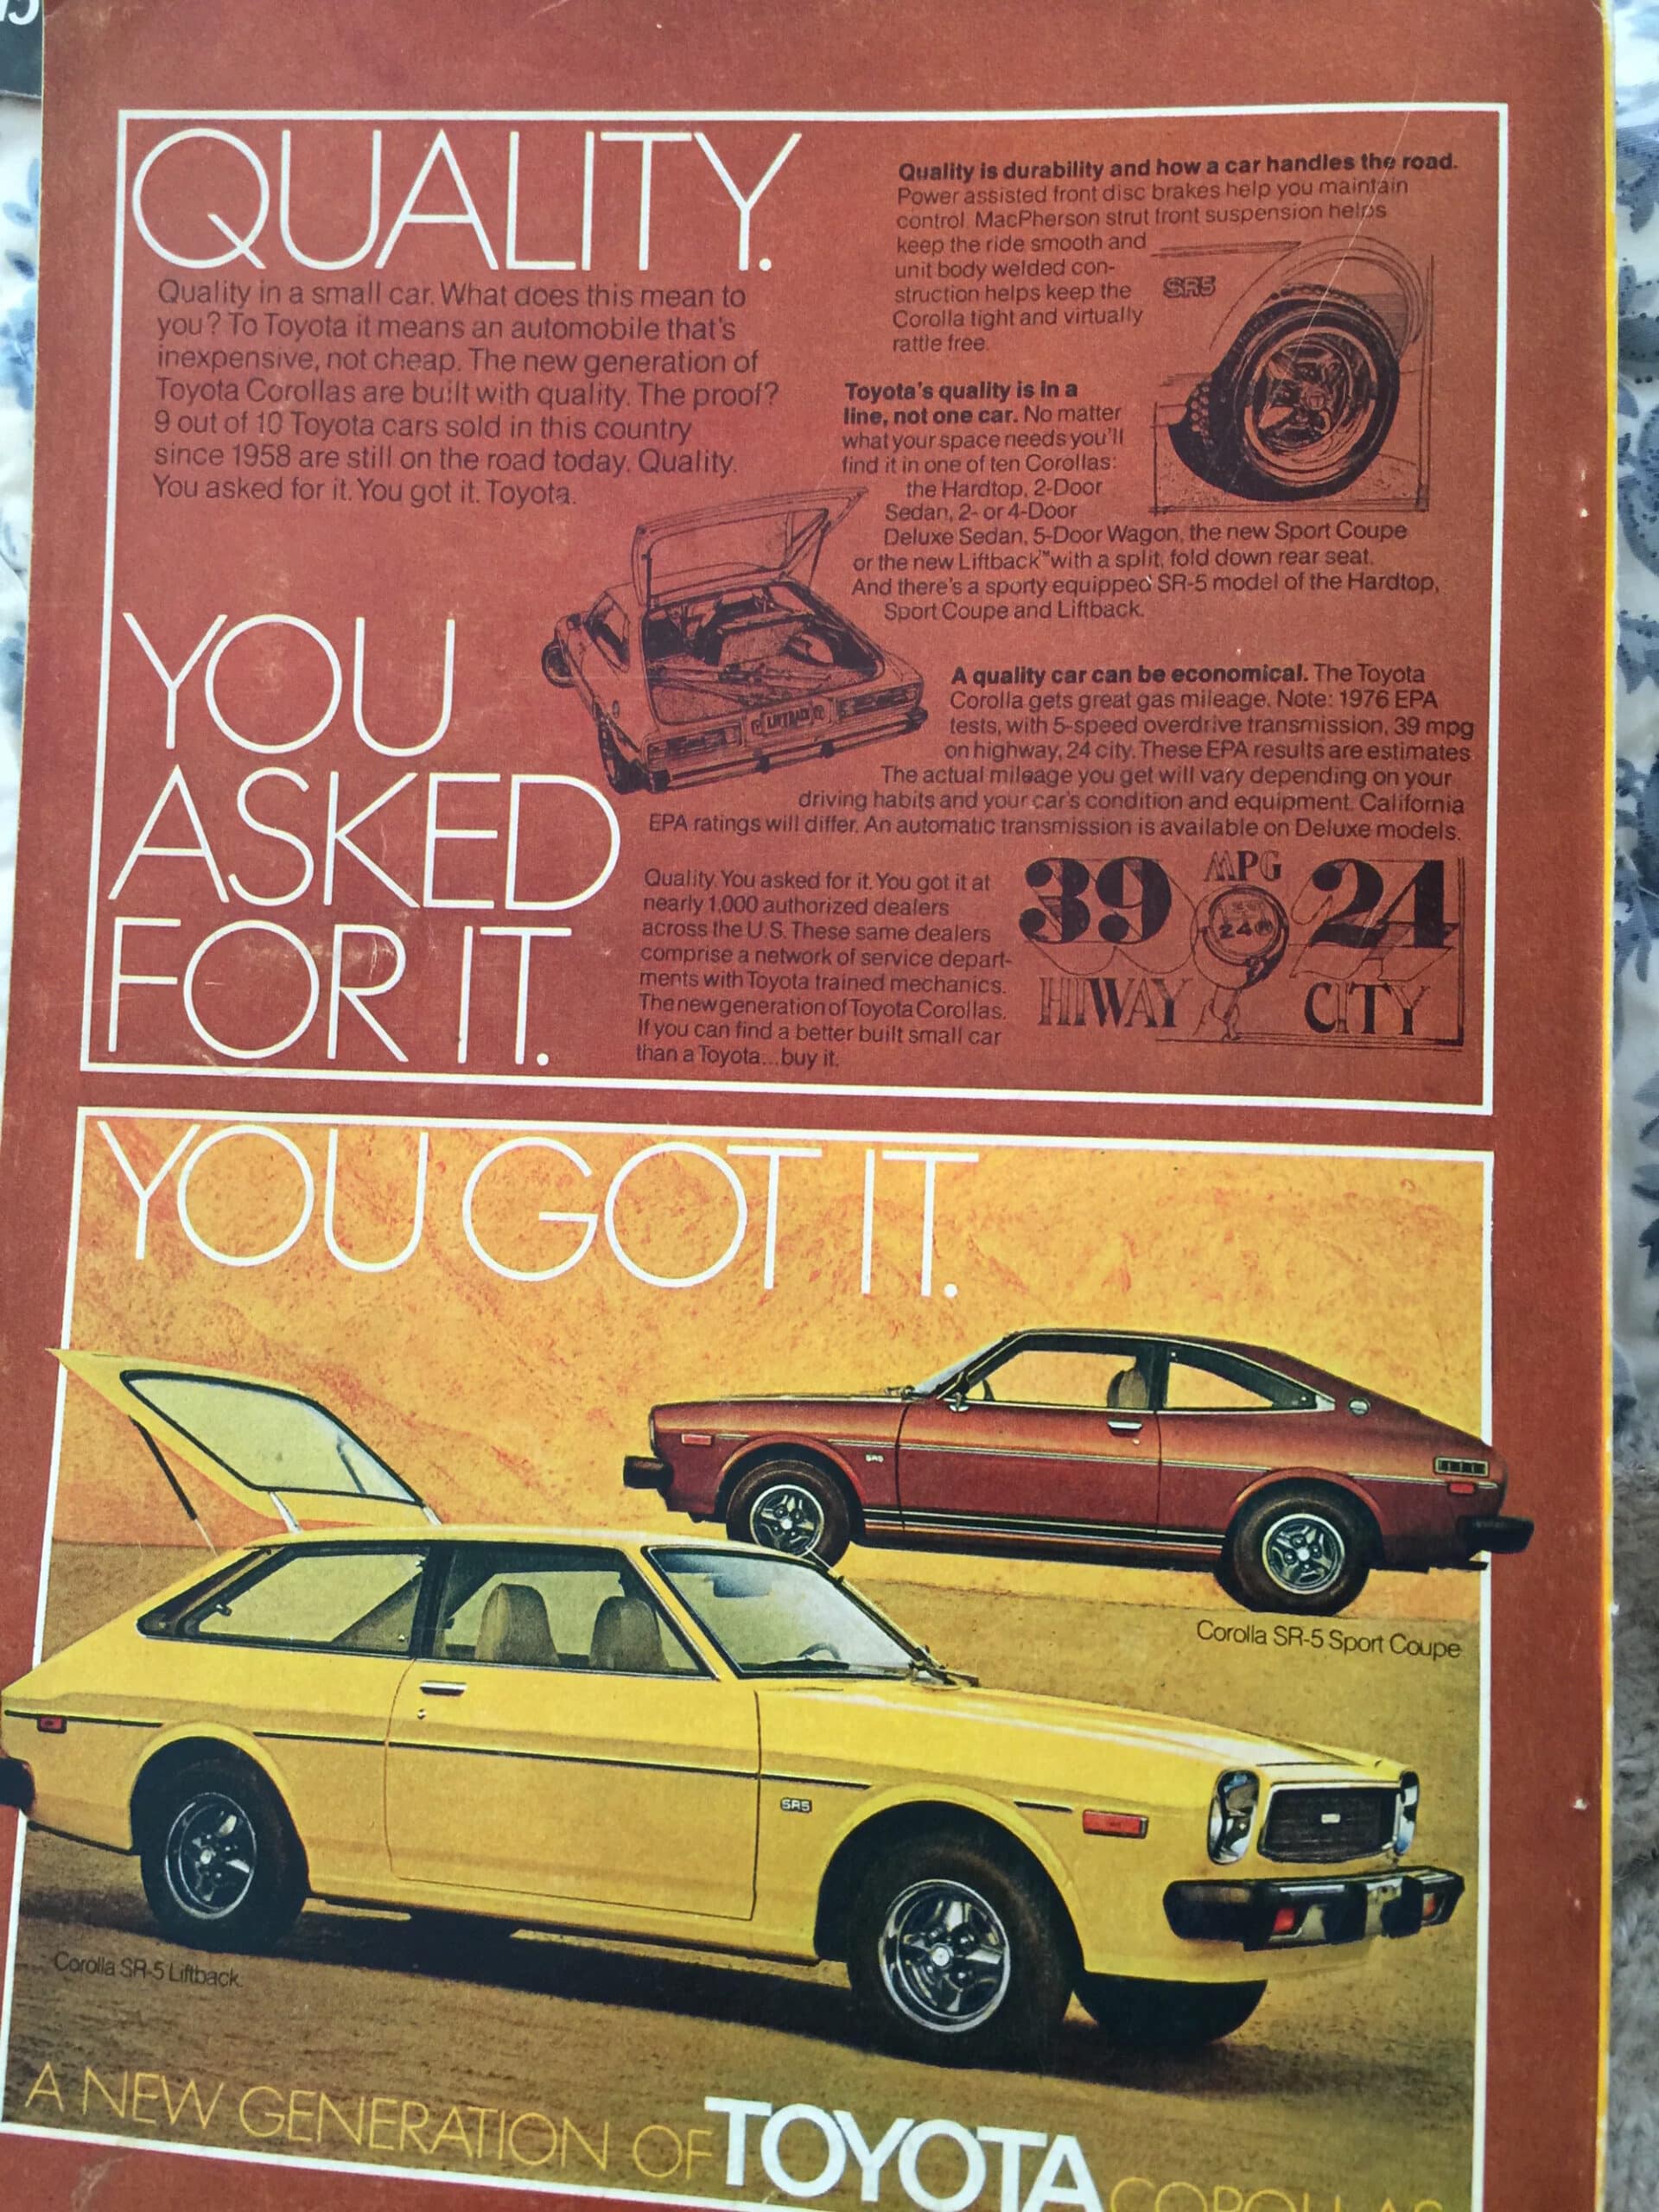 15
QUALITY.
Quality in a small car. What does this mean to
you? To Toyota it means an automobile that's
inexpensive, not cheap. The new generation of
Toyota Corollas are built with quality. The proof?
9 out of 10 Toyota cars sold in this country
since 1958 are still on the road today. Quality.
You asked for it. You got it. Toyota.
YOU
ASKED
FOR IT.
Quality is durability and how a car handles the road.
Power assisted front disc brakes help you maintain
control. MacPherson strut front suspension helps
keep the ride smooth and
unit body welded con-
struction helps keep the
Corolla tight and virtually
rattle free.
SR5
Toyota's quality is in a
line, not one car. No matter
what your space needs you'll
find it in one of ten Corollas:
the Hardtop, 2-Door
Sedan, 2- or 4-Door
Deluxe Sedan, 5-Door Wagon, the new Sport Coupe
or the new Liftback™ with a split, fold down rear seat.
And there's a sporty equipped SR-5 model of the Hardtop,
Sport Coupe and Liftback.
LIFTBACK
A quality car can be economical. The Toyota
Corolla gets great gas mileage. Note: 1976 EPA
tests, with 5-speed overdrive transmission, 39 mpg
on highway, 24 city. These EPA results are estimates.
The actual mileage you get will vary depending on your
driving habits and your car's condition and equipment. California
EPA ratings will differ. An automatic transmission is available on Deluxe models.
Quality. You asked for it. You got it at
nearly 1,000 authorized dealers
across the U.S. These same dealers
comprise a network of service depart-
ments with Toyota trained mechanics.
The new generation of Toyota Corollas.
If you can find a better built small car
than a Toyota...buy it.
39 MPG 24
HIWAY CITY
YOU GOT IT.
SR5
Corolla SR-5 Sport Coupe
SR5
Corolla SR-5 Liftback
A NEW GENERATION OF TOYOTA COROLLAS